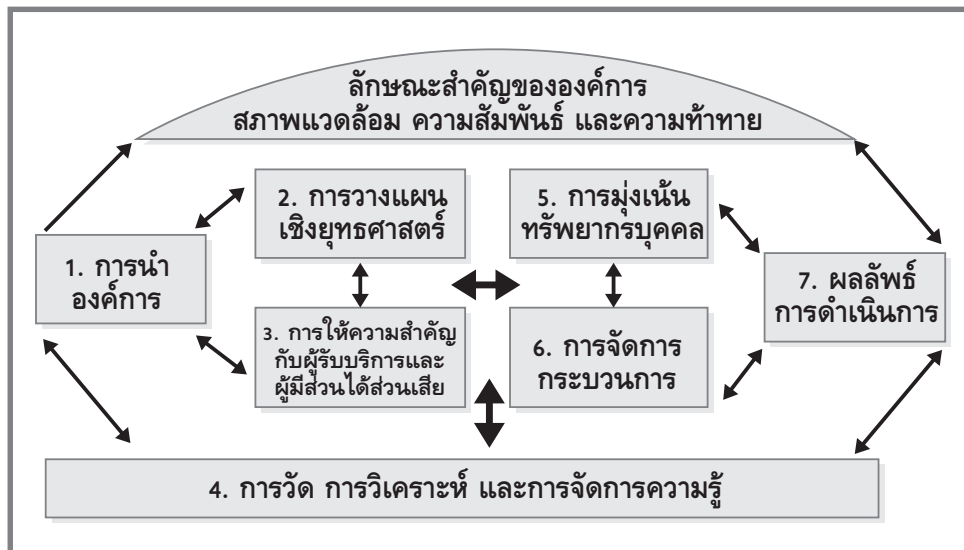 ลักษณะสำคัญขององค์การ
สภาพแวดล้อม ความสัมพันธ์ และความท้าทาย
2. การวางแผน
เชิงยุทธศาสตร์
5. การมุ่งเน้น
ทรัพยากรบุคคล
1. การนำ
องค์การ
7. ผลลัพธ์
การดำเนินการ
3. การให้ความสำคัญ
กับผู้รับบริการและ
ผู้มีส่วนได้ส่วนเสีย
6. การจัดการ
กระบวนการ
4. การวัด การวิเคราะห์ และการจัดการความรู้